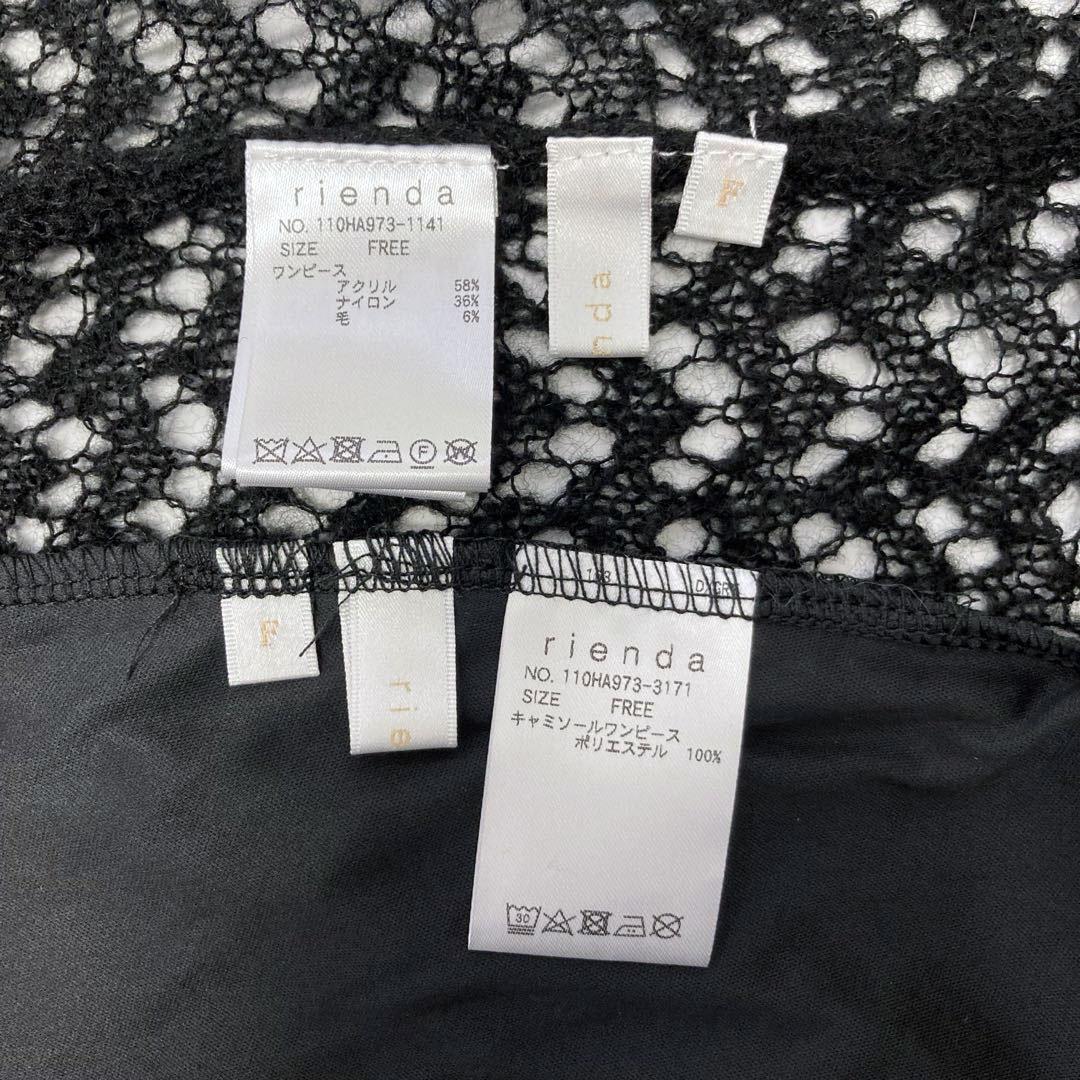 rienda
NO. 110HA973-1141
SIZE FREE
ワンピース
アクリル 58%
ナイロン 36%
毛 6%
F
W
nda
F
F
rie
rienda
NO. 110HA973-3171
SIZE FREE
キャミソールワンピース
ポリエステル 100%
30